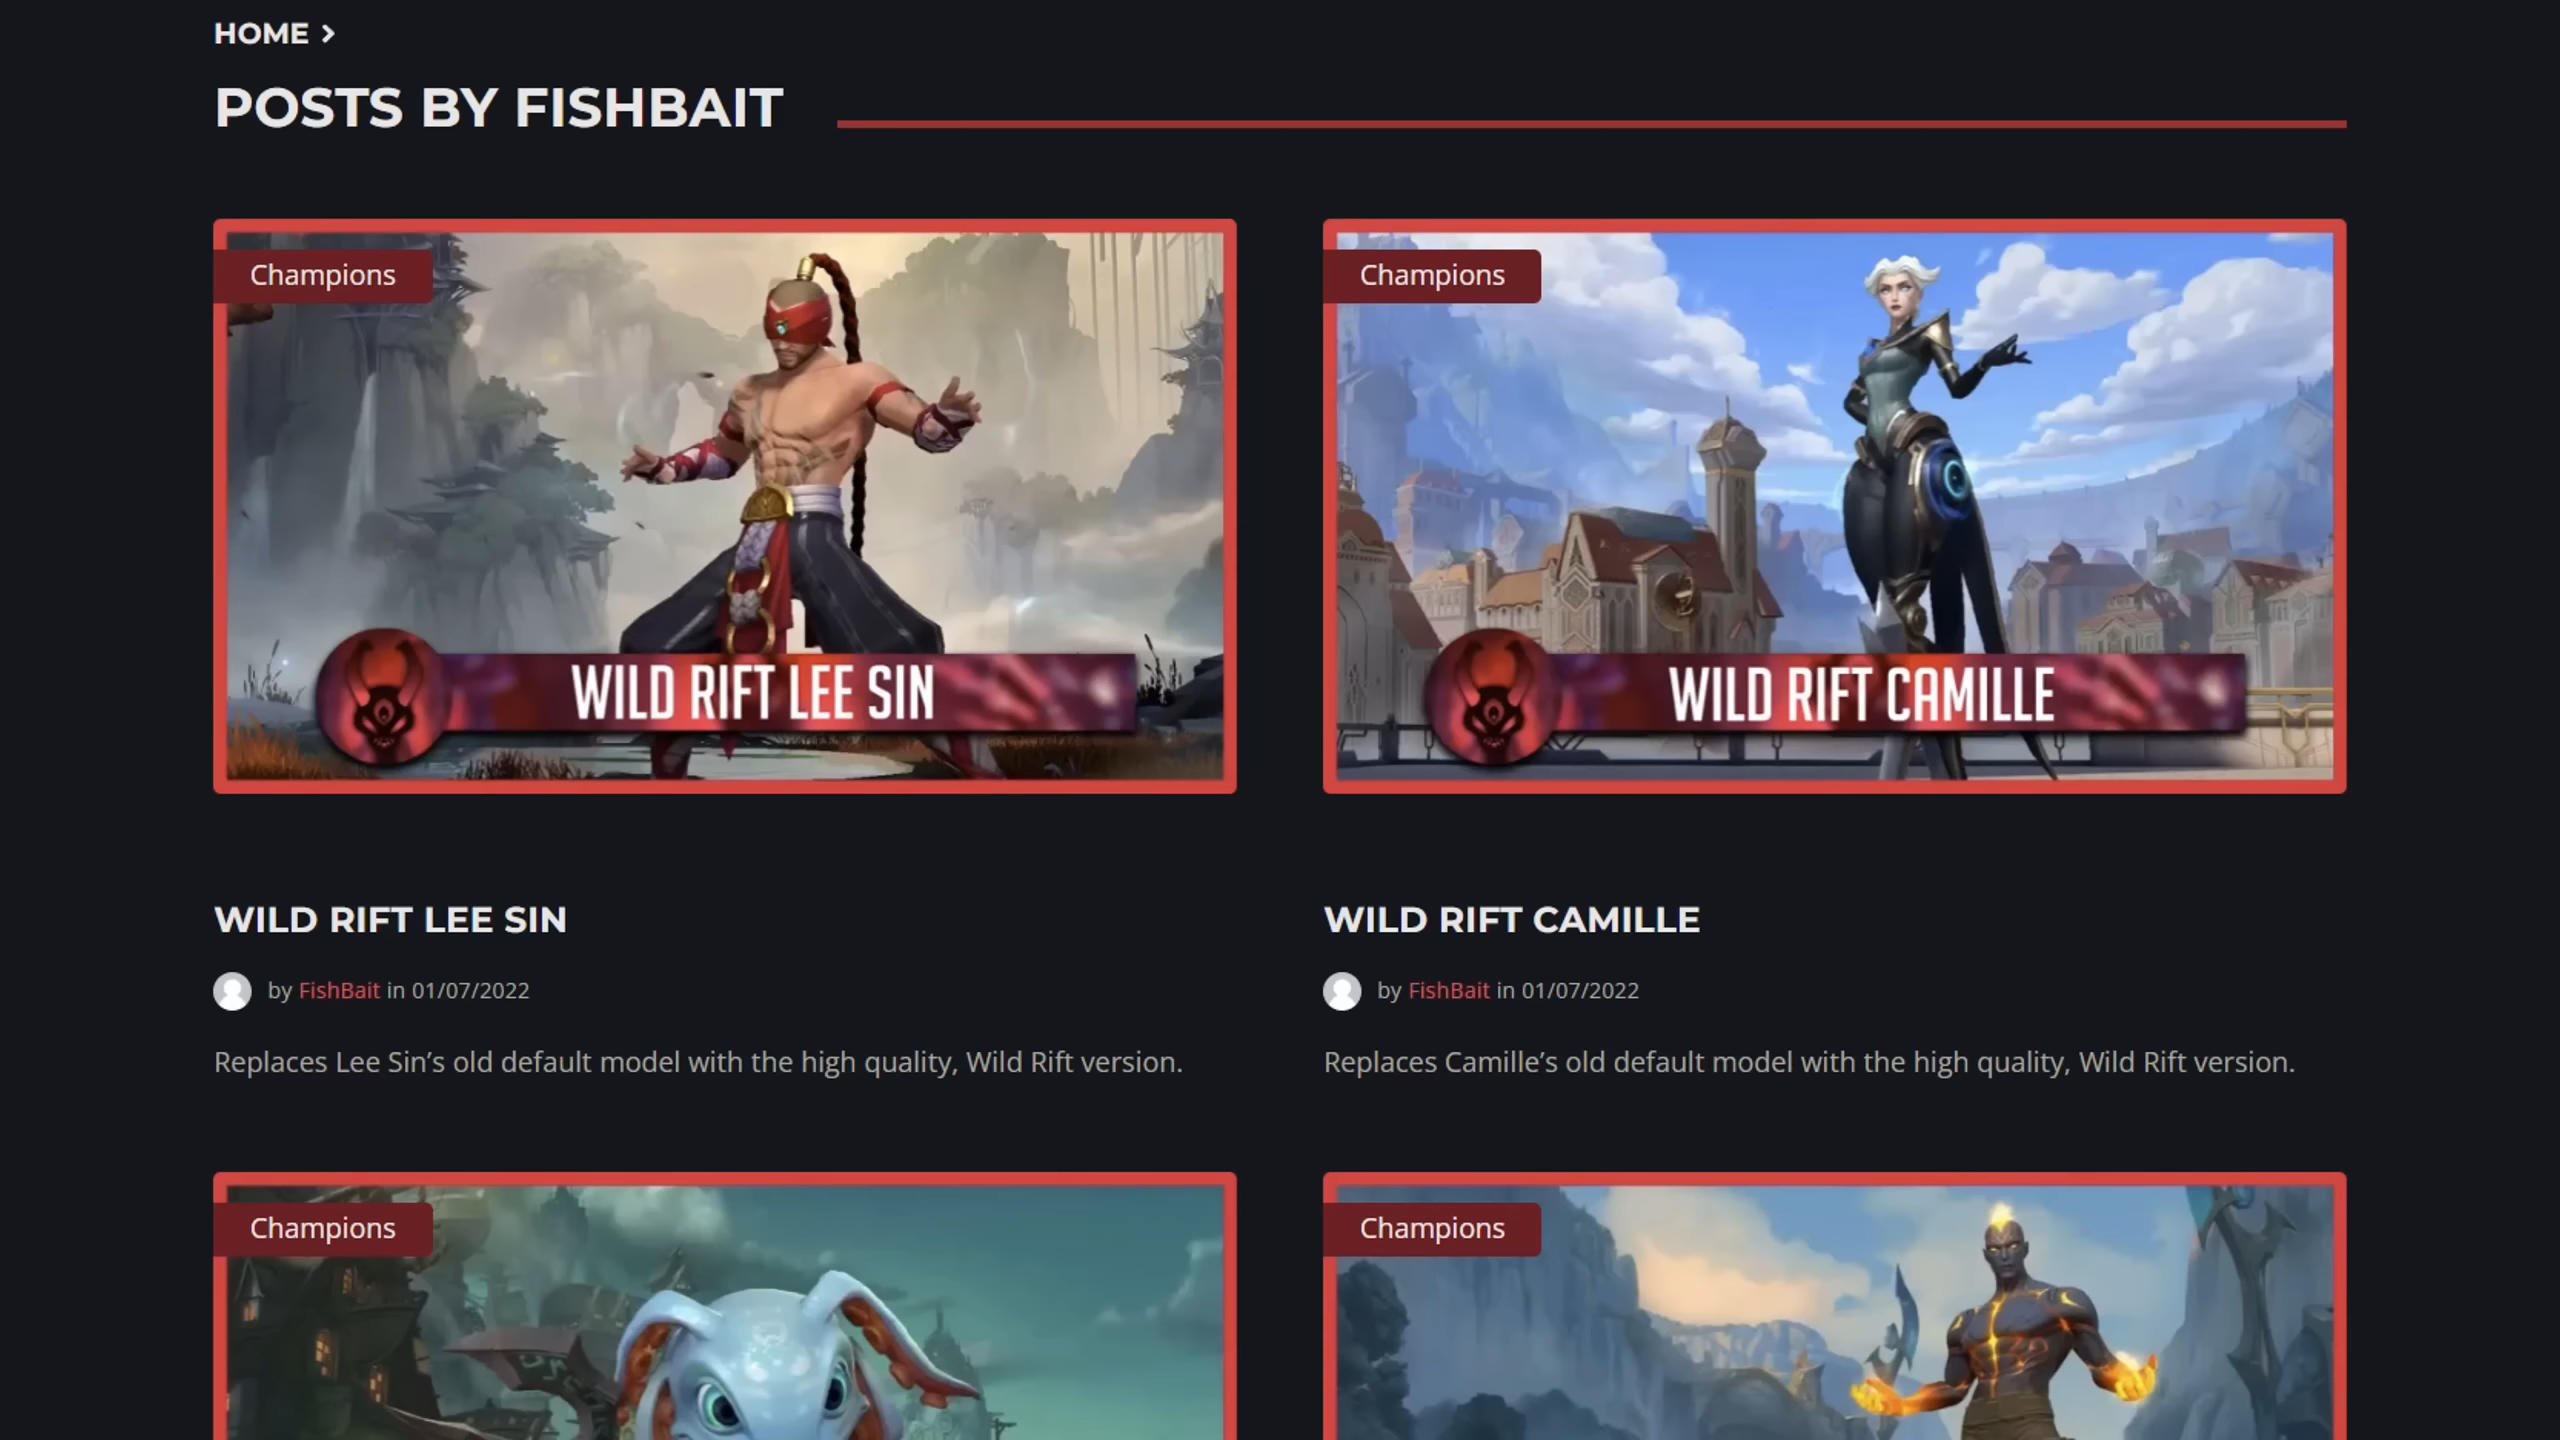 HOME >
POSTS BY FISHBAIT
Champions
WILD RIFT LEE SIN
Champions
WILD RIFT CAMILLE
WILD RIFT LEE SIN
by FishBait in 01/07/2022
Replaces Lee Sin’s old default model with the high quality, Wild Rift version.
WILD RIFT CAMILLE
by FishBait in 01/07/2022
Replaces Camille’s old default model with the high quality, Wild Rift version.
Champions
Champions